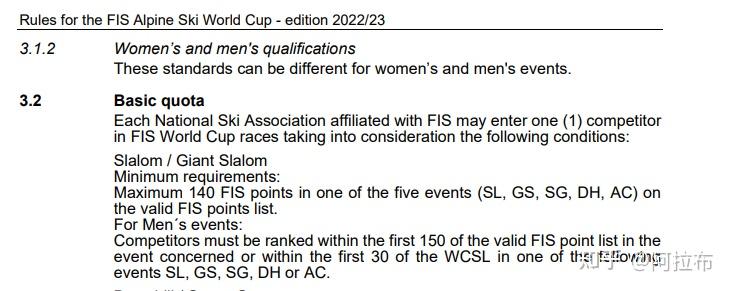 Rules for the FIS Alpine Ski World Cup - edition 2022/23
3.1.2 Women’s and men's qualifications
These standards can be different for women’s and men's events.
3.2 Basic quota
Each National Ski Association affiliated with FIS may enter one (1) competitor
in FIS World Cup races taking into consideration the following conditions:
Slalom / Giant Slalom
Minimum requirements:
Maximum 140 FIS points in one of the five events (SL, GS, SG, DH, AC) on
the valid FIS points list.
For Men´s events:
Competitors must be ranked within the first 150 of the valid FIS point list in the
event concerned or within the first 30 of the WCSL in one of the following
events SL, GS, SG, DH or AC.
知乎 @阿拉布